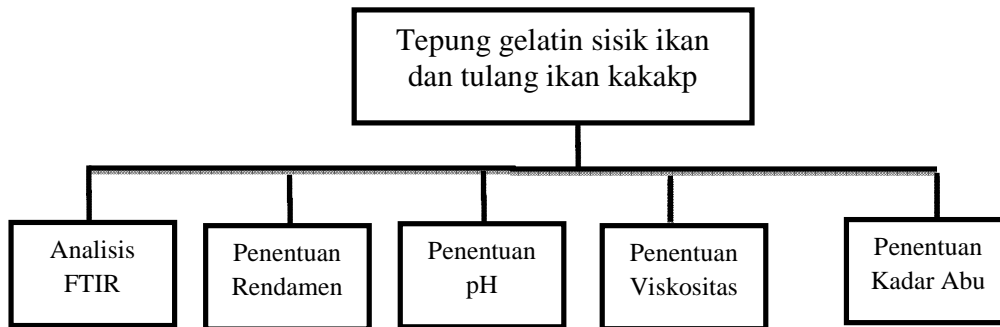 Tepung gelatin sisik ikan
dan tulang ikan kakakp
Analisis
FTIR
Penentuan
Rendamen
Penentuan
pH
Penentuan
Viskositas
Penentuan
Kadar Abu